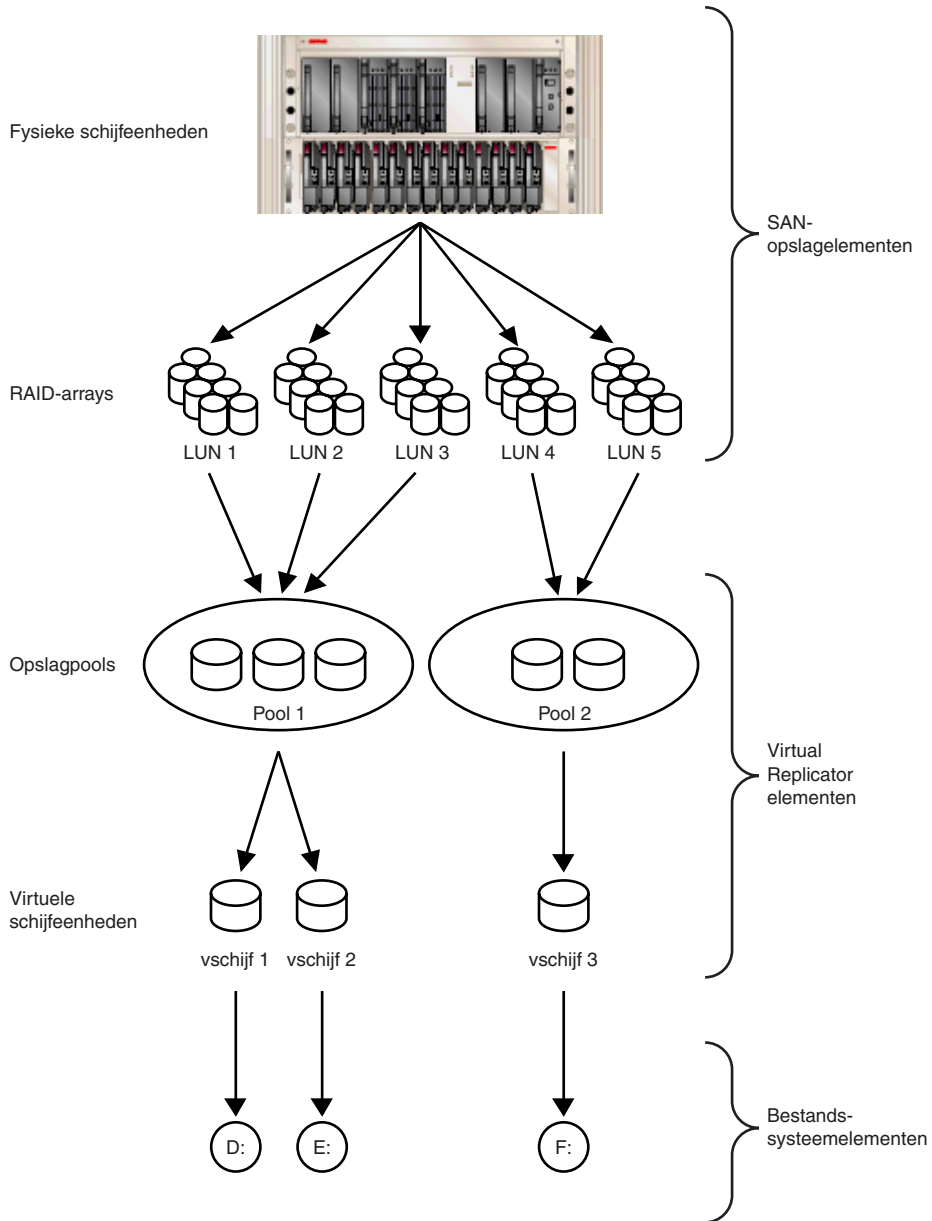 Fysieke schijfeenheden
SAN-
opslagelementen
RAID-arrays
LUN 1
LUN 2
LUN 3
LUN 4
LUN 5
Opslagpools
Pool 1
Pool 2
Virtual
Replicator
elementen
Virtuele
schijfeenheden
vschijf 1
vschijf 2
vschijf 3
D:
E:
F:
Bestands-
systeemelementen